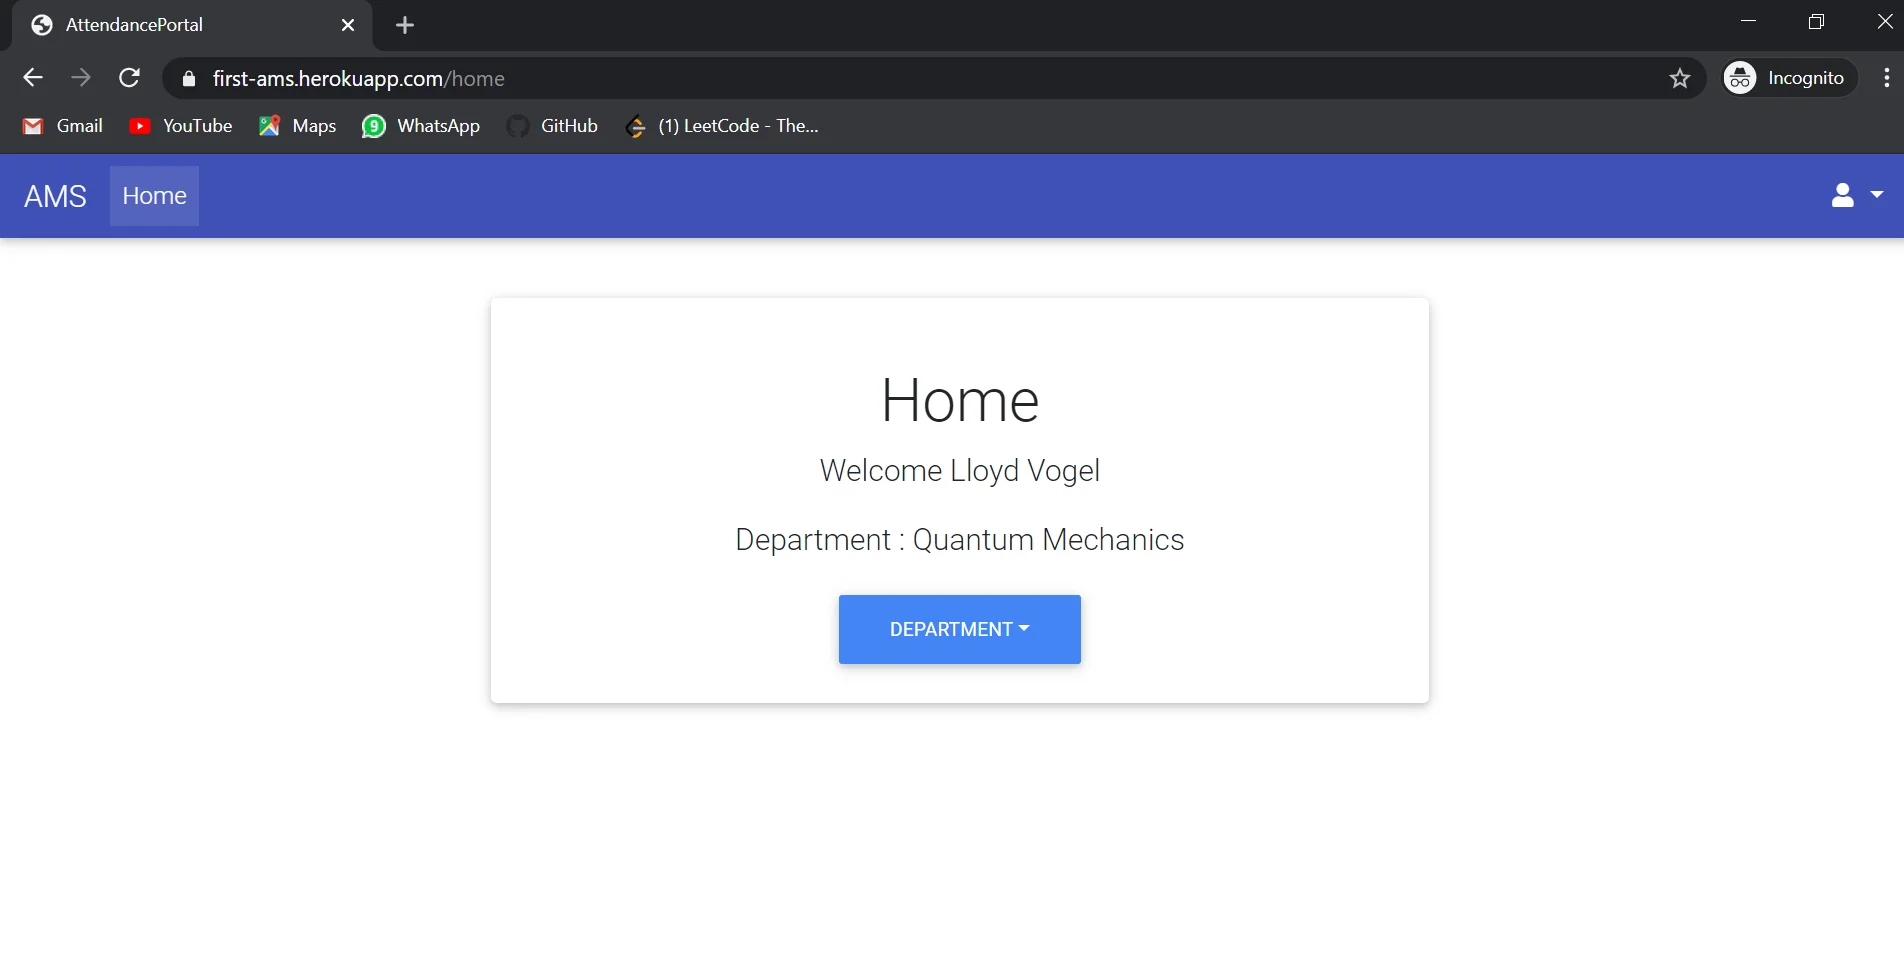 AttendancePortal
first-ams.herokuapp.com/home
Incognito
Gmail YouTube Maps 9 WhatsApp GitHub (1) LeetCode - The...
AMS Home
Home
Welcome Lloyd Vogel
Department : Quantum Mechanics
DEPARTMENT